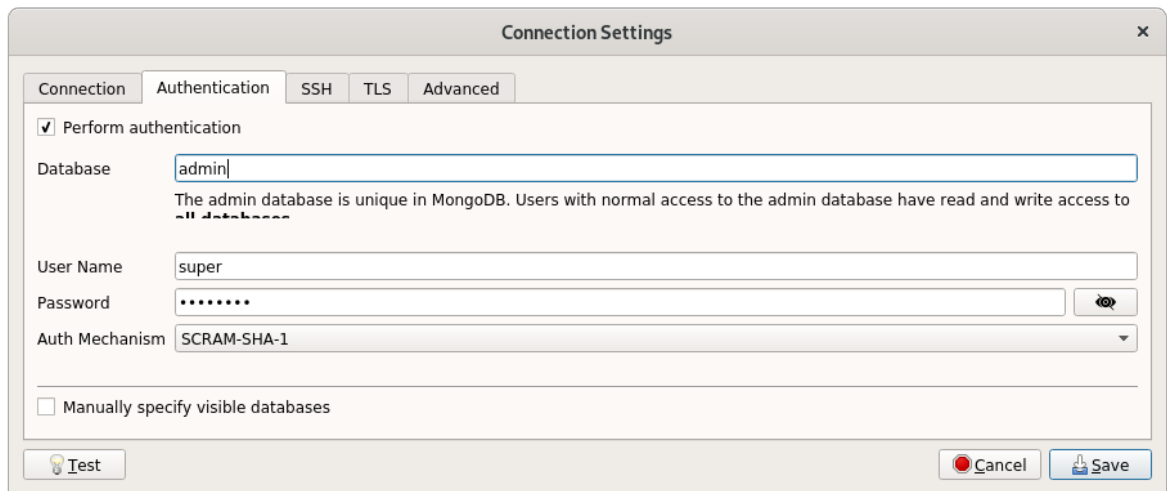 Connection Settings
Connection Authentication SSH TLS Advanced
Perform authentication
Database admin
The admin database is unique in MongoDB. Users with normal access to the admin database have read and write access to
all databases.
User Name super
Password ••••••••
Auth Mechanism SCRAM-SHA-1
Manually specify visible databases
Test Cancel Save